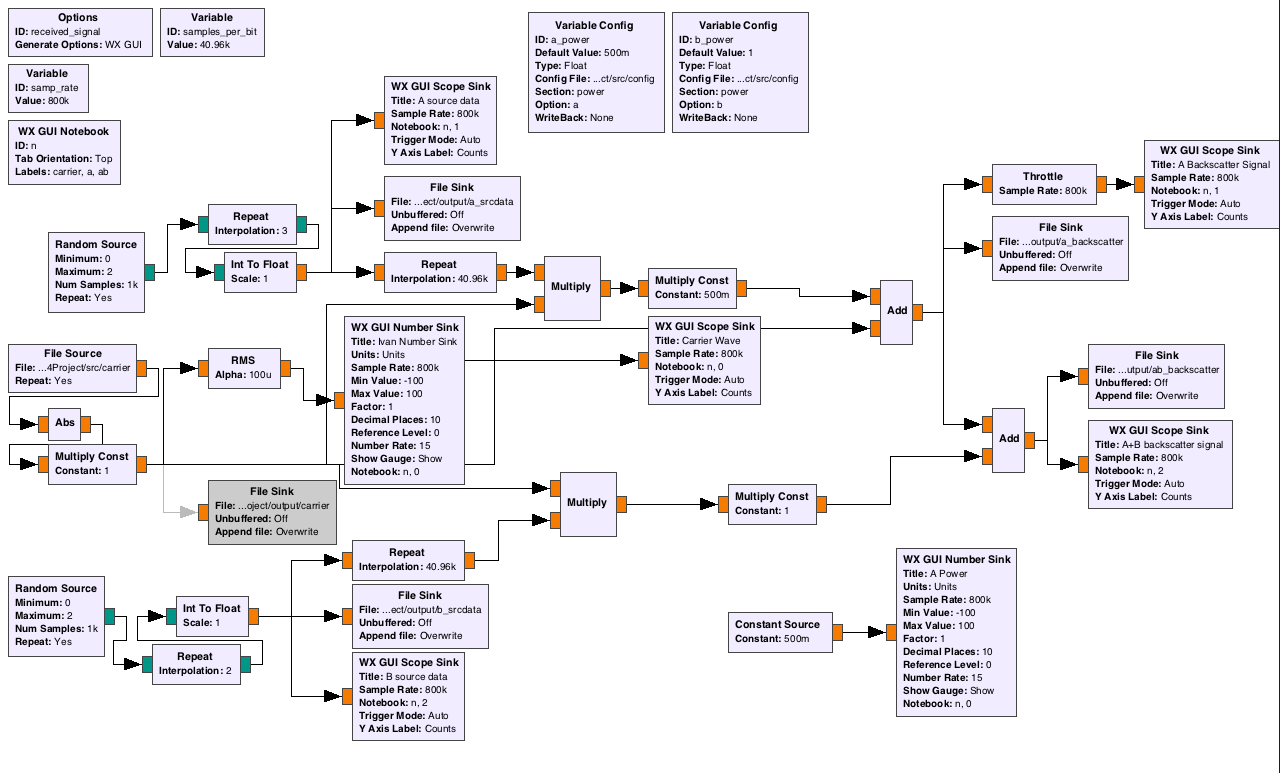 Options
ID: received_signal
Generate Options: WX GUI
Variable
ID: samples_per_bit
Value: 40.96k
Variable
ID: samp_rate
Value: 800k
WX GUI Notebook
ID: n
Tab Orientation: Top
Labels: carrier, a, ab
Variable Config
ID: a_power
Default Value: 500m
Type: Float
Config File: ...ct/src/config
Section: power
Option: a
WriteBack: None
Variable Config
ID: b_power
Default Value: 1
Type: Float
Config File: ...ct/src/config
Section: power
Option: b
WriteBack: None
WX GUI Scope Sink
Title: A source data
Sample Rate: 800k
Notebook: n, 1
Trigger Mode: Auto
Y Axis Label: Counts
File Sink
File: ...ect/output/a_srcdata
Unbuffered: Off
Append file: Overwrite
Random Source
Minimum: 0
Maximum: 2
Num Samples: 1k
Repeat: Yes
Repeat
Interpolation: 3
Int To Float
Scale: 1
Repeat
Interpolation: 40.96k
Multiply
Multiply Const
Constant: 500m
Add
Throttle
Sample Rate: 800k
WX GUI Scope Sink
Title: A Backscatter Signal
Sample Rate: 800k
Notebook: n, 1
Trigger Mode: Auto
Y Axis Label: Counts
File Sink
File: ...output/a_backscatter
Unbuffered: Off
Append file: Overwrite
File Source
File: ...4Project/src/carrier
Repeat: Yes
Abs
Multiply Const
Constant: 1
RMS
Alpha: 100u
WX GUI Number Sink
Title: Ivan Number Sink
Units: Units
Sample Rate: 800k
Min Value: -100
Max Value: 100
Factor: 1
Decimal Places: 10
Reference Level: 0
Number Rate: 15
Show Gauge: Show
Notebook: n, 0
WX GUI Scope Sink
Title: Carrier Wave
Sample Rate: 800k
Notebook: n, 0
Trigger Mode: Auto
Y Axis Label: Counts
File Sink
File: ...oject/output/carrier
Unbuffered: Off
Append file: Overwrite
Multiply
Multiply Const
Constant: 1
Add
File Sink
File: ...utput/ab_backscatter
Unbuffered: Off
Append file: Overwrite
WX GUI Scope Sink
Title: A+B backscatter signal
Sample Rate: 800k
Notebook: n, 2
Trigger Mode: Auto
Y Axis Label: Counts
Random Source
Minimum: 0
Maximum: 2
Num Samples: 1k
Repeat: Yes
Int To Float
Scale: 1
Repeat
Interpolation: 2
Repeat
Interpolation: 40.96k
File Sink
File: ...ect/output/b_srcdata
Unbuffered: Off
Append file: Overwrite
WX GUI Scope Sink
Title: B source data
Sample Rate: 800k
Notebook: n, 2
Trigger Mode: Auto
Y Axis Label: Counts
Constant Source
Constant: 500m
WX GUI Number Sink
Title: A Power
Units: Units
Sample Rate: 800k
Min Value: -100
Max Value: 100
Factor: 1
Decimal Places: 10
Reference Level: 0
Number Rate: 15
Show Gauge: Show
Notebook: n, 0